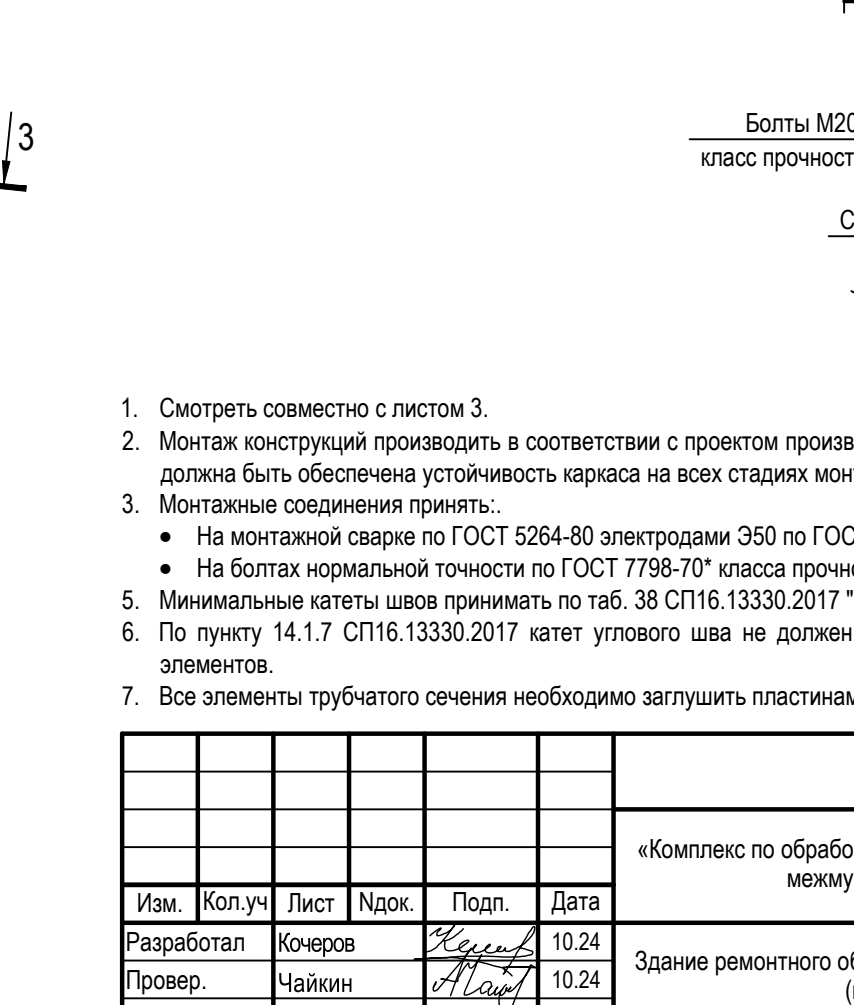 3
Болты М20
класс прочност
С
1. Смотреть совместно с листом 3.
2. Монтаж конструкций производить в соответствии с проектом произв
должна быть обеспечена устойчивость каркаса на всех стадиях мон
3. Монтажные соединения принять:.
• На монтажной сварке по ГОСТ 5264-80 электродами Э50 по ГОС
• На болтах нормальной точности по ГОСТ 7798-70* класса прочно
5. Минимальные катеты швов принимать по таб. 38 СП16.13330.2017 "
6. По пункту 14.1.7 СП16.13330.2017 катет углового шва не должен
элементов.
7. Все элементы трубчатого сечения необходимо заглушить пластинам
«Комплекс по обрабо
межму
Изм. Кол.уч Лист Nдок. Подп. Дата
Разработал Кочеров 10.24
Провер. Чайкин 10.24
Здание ремонтного об